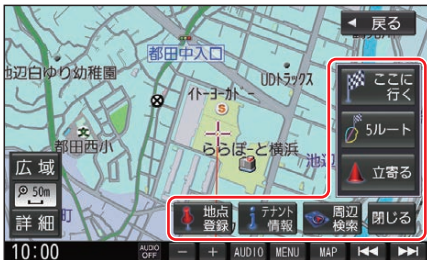 戻る
都田中入口
辺白ゆり幼稚園
UDトラックス
イトーヨーカドー
S
ここに
行く
5ルート
都田西小
ららぽーと横浜
池辺
立寄る
広域
50m
詳細
町
地点
登録
テナント
情報
周辺
検索
閉じる
10:00
AUDIO
OFF
− + AUDIO MENU MAP